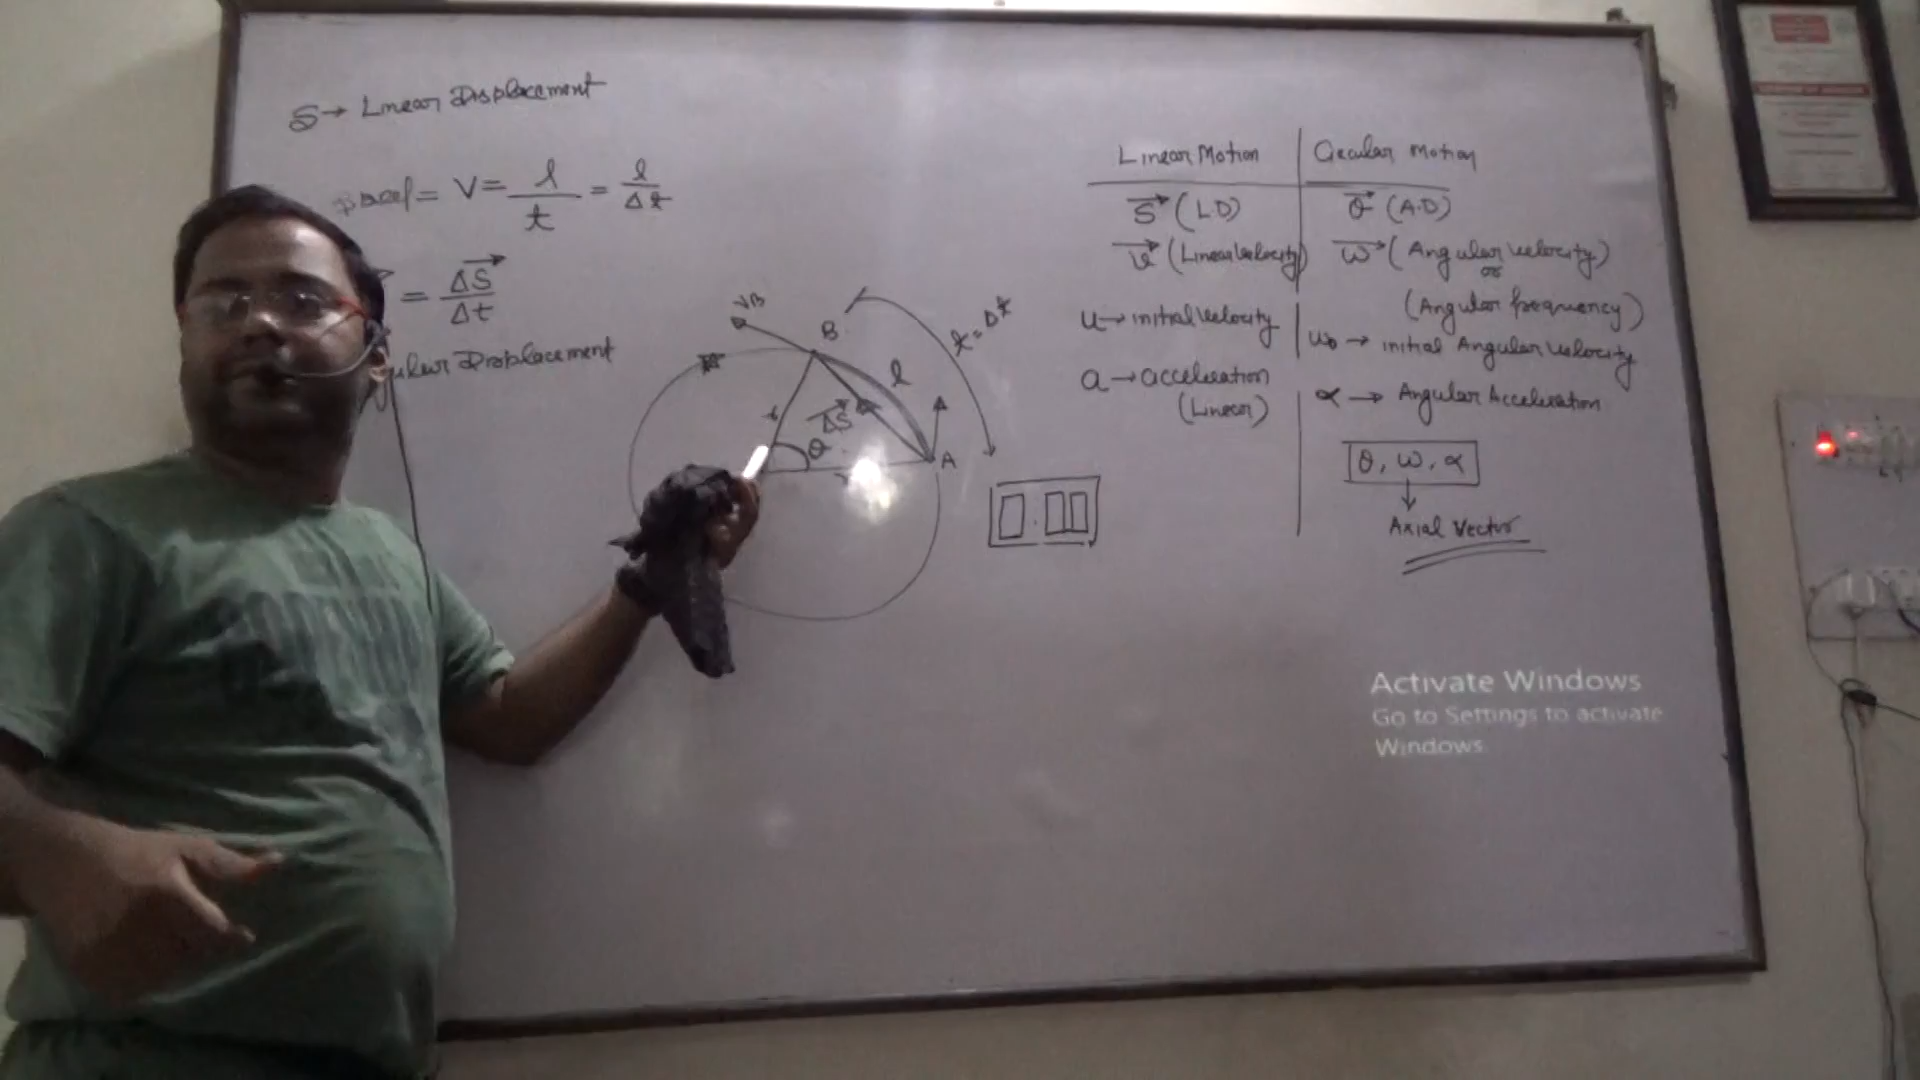 S → Linear Displacement
speed = V = l / t = l / Δt
= ΔS / Δt
ular Displacement
VB
B
l
t = Δt
r
ΔS
θ
A
Linear Motion | Circular Motion
S (L.D) | θ (A.D)
v (Linear Velocity) | ω (Angular velocity)
or
(Angular frequency)
u → initial velocity | ω₀ → initial Angular velocity
a → acceleration
(Linear)
α → Angular Acceleration
θ, ω, α
↓
Axial Vector
Activate Windows
Go to Settings to activate
Windows.